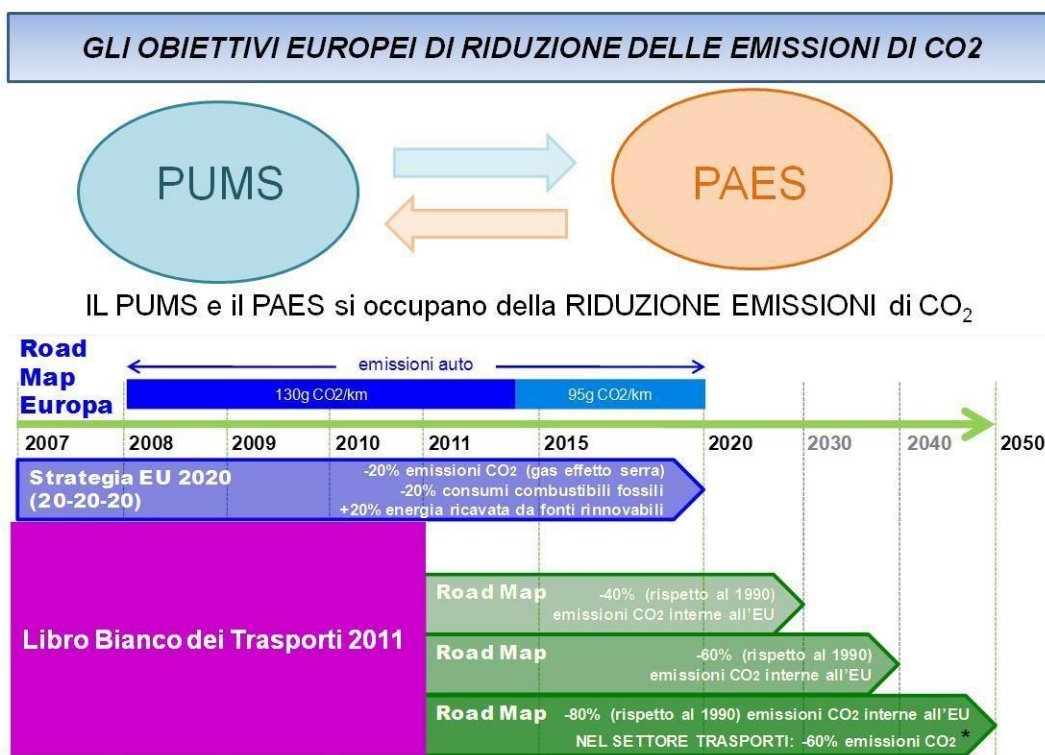 GLI OBIETTIVI EUROPEI DI RIDUZIONE DELLE EMISSIONI DI CO2
PUMS
PAES
IL PUMS e il PAES si occupano della RIDUZIONE EMISSIONI di CO₂
Road
Map
Europa
emissioni auto
130g CO2/km
95g CO2/km
2007 2008 2009 2010 2011 2015 2020 2030 2040 2050
Strategia EU 2020
(20-20-20)
-20% emissioni CO2 (gas effetto serra)
-20% consumi combustibili fossili
+20% energia ricavata da fonti rinnovabili
Libro Bianco dei Trasporti 2011
Road Map -40% (rispetto al 1990)
emissioni CO2 interne all'EU
Road Map -60% (rispetto al 1990)
emissioni CO2 interne all'EU
Road Map -80% (rispetto al 1990) emissioni CO2 interne all'EU
NEL SETTORE TRASPORTI: -60% emissioni CO2 *